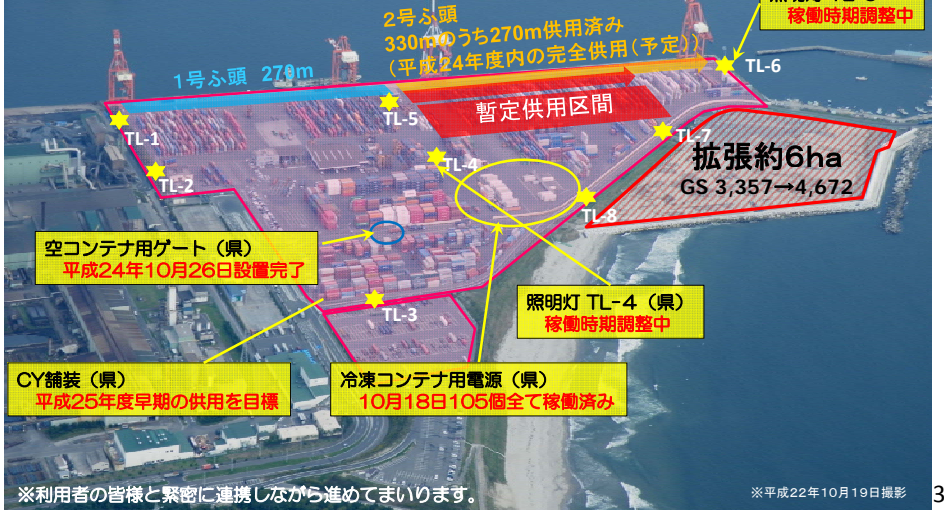 稼働時期調整中
2号ふ頭
330mのうち270m供用済み
(平成24年度内の完全供用(予定))
1号ふ頭 270m
TL-6
TL-5
暫定供用区間
TL-1
TL-7
TL-4
拡張約6ha
GS 3,357→4,672
TL-2
TL-8
空コンテナ用ゲート(県)
平成24年10月26日設置完了
照明灯 TL-4(県)
稼働時期調整中
TL-3
CY舗装(県)
平成25年度早期の供用を目標
冷凍コンテナ用電源(県)
10月18日105個全て稼働済み
※利用者の皆様と緊密に連携しながら進めてまいります。
※平成22年10月19日撮影
3